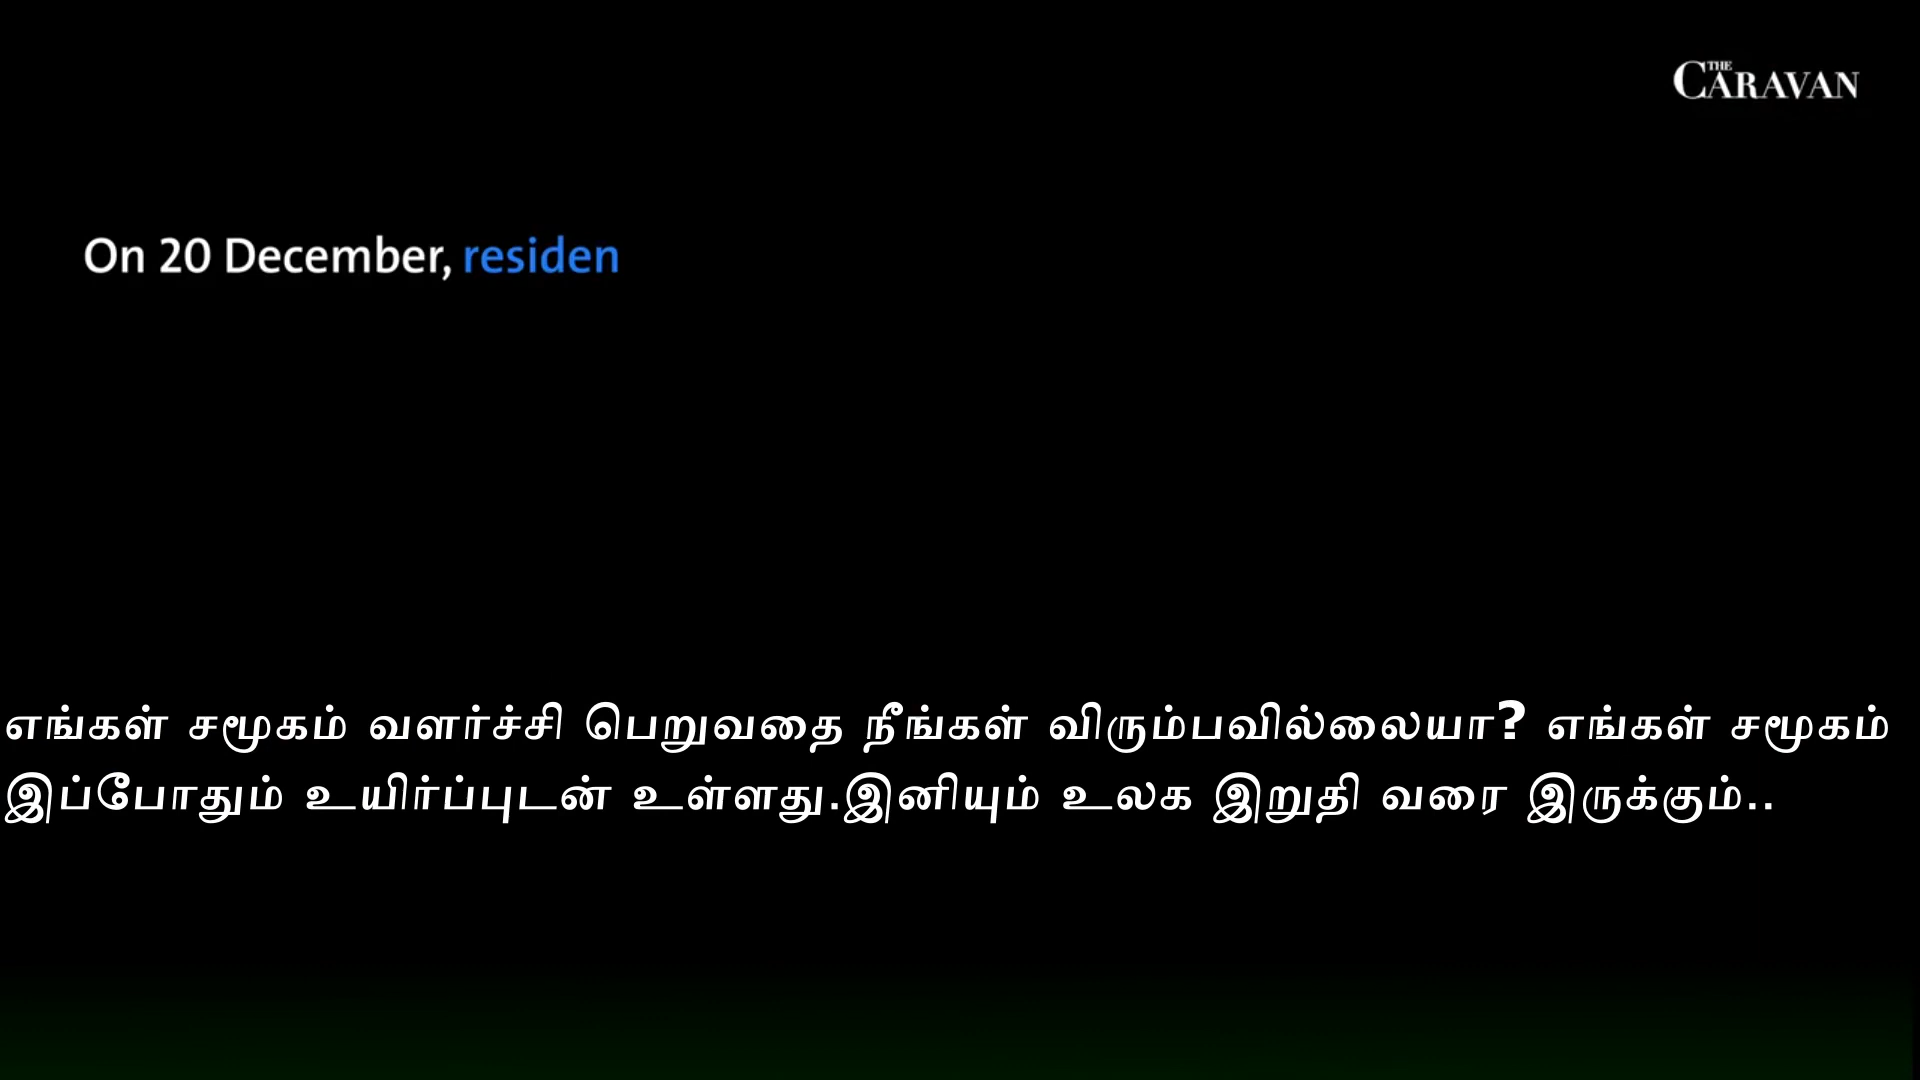 THE CARAVAN
On 20 December, residen
எங்கள் சமூகம் வளர்ச்சி பெறுவதை நீங்கள் விரும்பவில்லையா? எங்கள் சமூகம்
இப்போதும் உயிர்ப்புடன் உள்ளது.இனியும் உலக இறுதி வரை இருக்கும்..